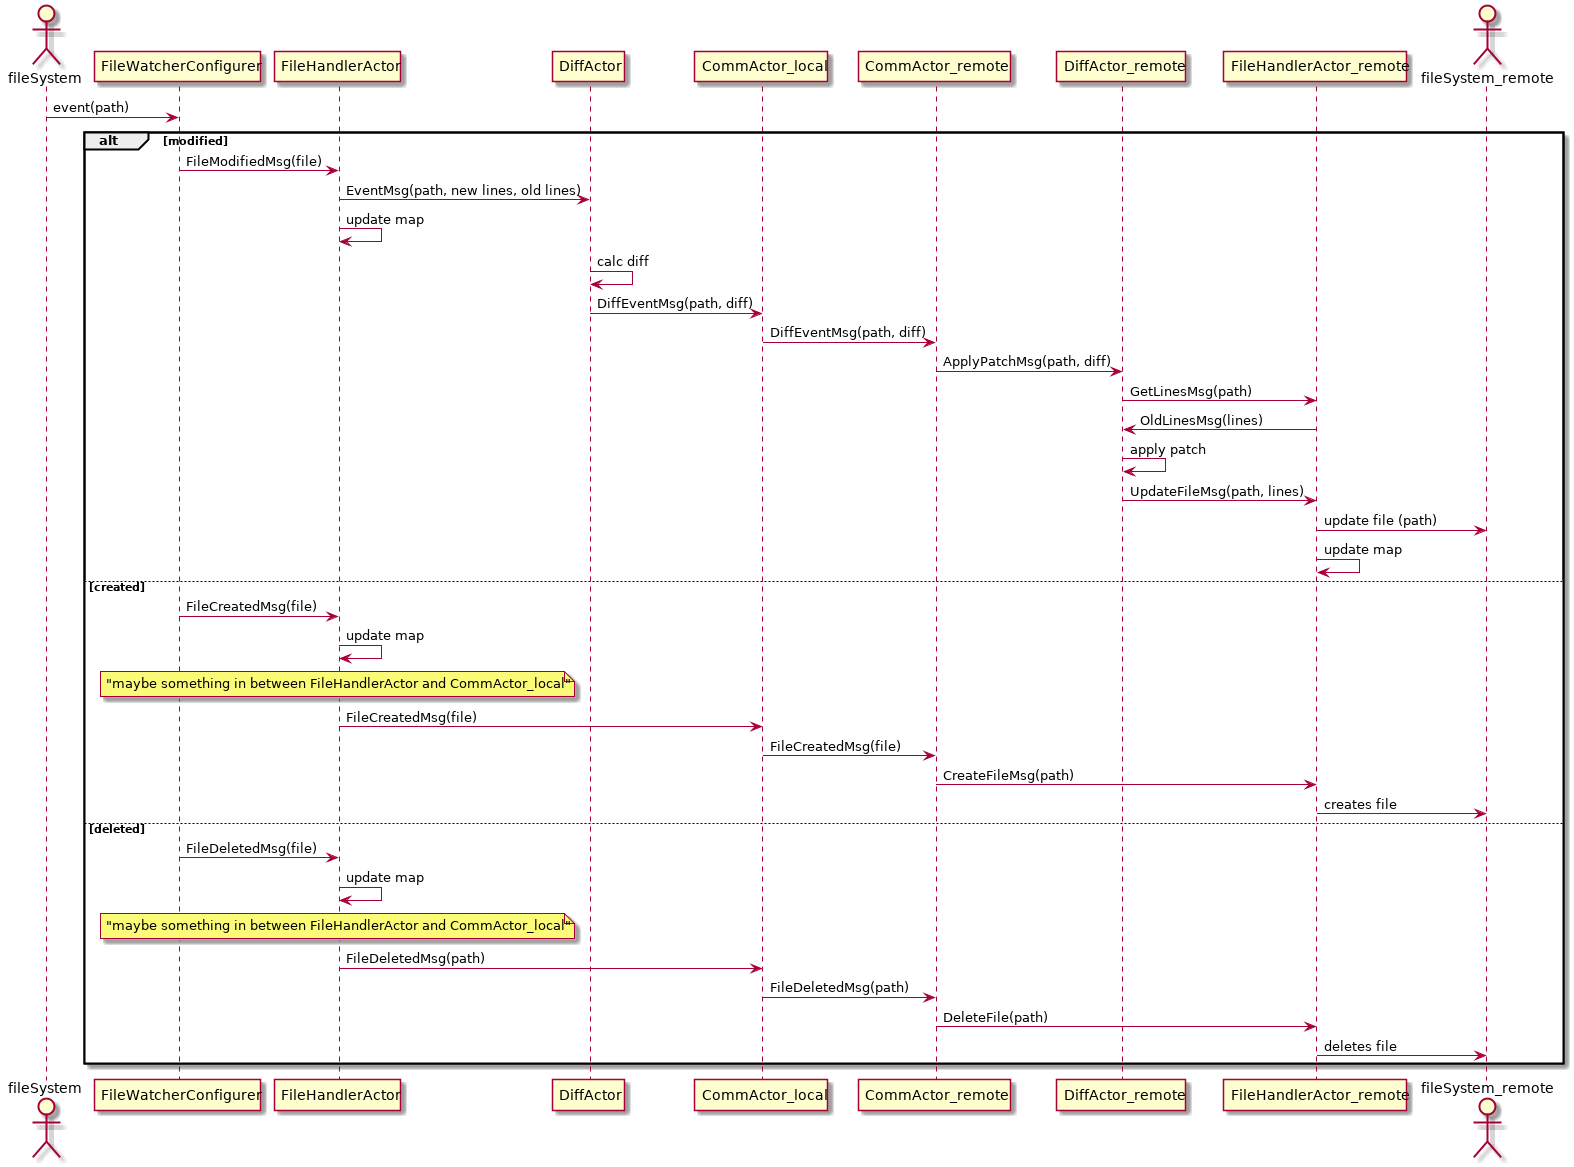 fileSystem
FileWatcherConfigurer
FileHandlerActor
DiffActor
CommActor_local
CommActor_remote
DiffActor_remote
FileHandlerActor_remote
fileSystem_remote
event(path)
alt
[modified]
FileModifiedMsg(file)
EventMsg(path, new lines, old lines)
update map
calc diff
DiffEventMsg(path, diff)
DiffEventMsg(path, diff)
ApplyPatchMsg(path, diff)
GetLinesMsg(path)
OldLinesMsg(lines)
apply patch
UpdateFileMsg(path, lines)
update file (path)
update map
[created]
FileCreatedMsg(file)
update map
"maybe something in between FileHandlerActor and CommActor_local"
FileCreatedMsg(file)
FileCreatedMsg(file)
CreateFileMsg(path)
creates file
[deleted]
FileDeletedMsg(file)
update map
"maybe something in between FileHandlerActor and CommActor_local"
FileDeletedMsg(path)
FileDeletedMsg(path)
DeleteFile(path)
deletes file
fileSystem
FileWatcherConfigurer
FileHandlerActor
DiffActor
CommActor_local
CommActor_remote
DiffActor_remote
FileHandlerActor_remote
fileSystem_remote